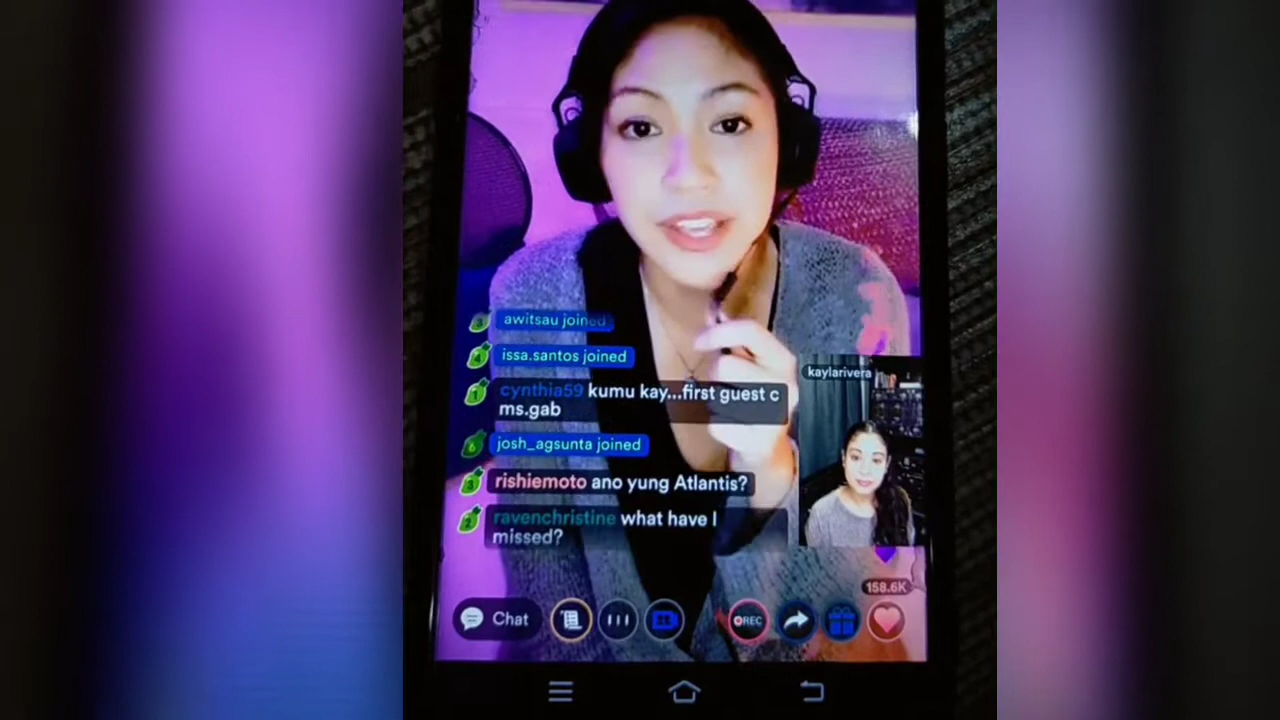 awitsau joined
issa.santos joined
kaylarivera
cynthia59 kumu kay...first guest c
ms.gab
josh_agsunta joined
rishiemoto ano yung Atlantis?
ravenchristine what have I
missed?
158.6K
Chat
REC